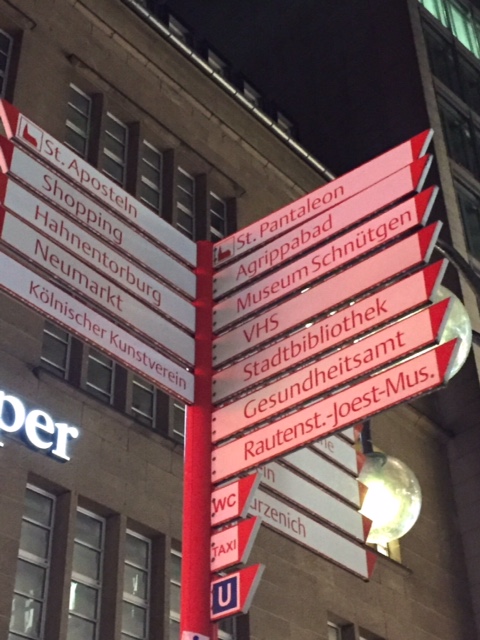 St. Aposteln
Shopping
Hahnentorburg
Neumarkt
Kölnischer Kunstverein
St. Pantaleon
Agrippabad
Museum Schnütgen
VHS
Stadtbibliothek
Gesundheitsamt
Rautenst.-Joest-Mus.
WC
TAXI
U
per